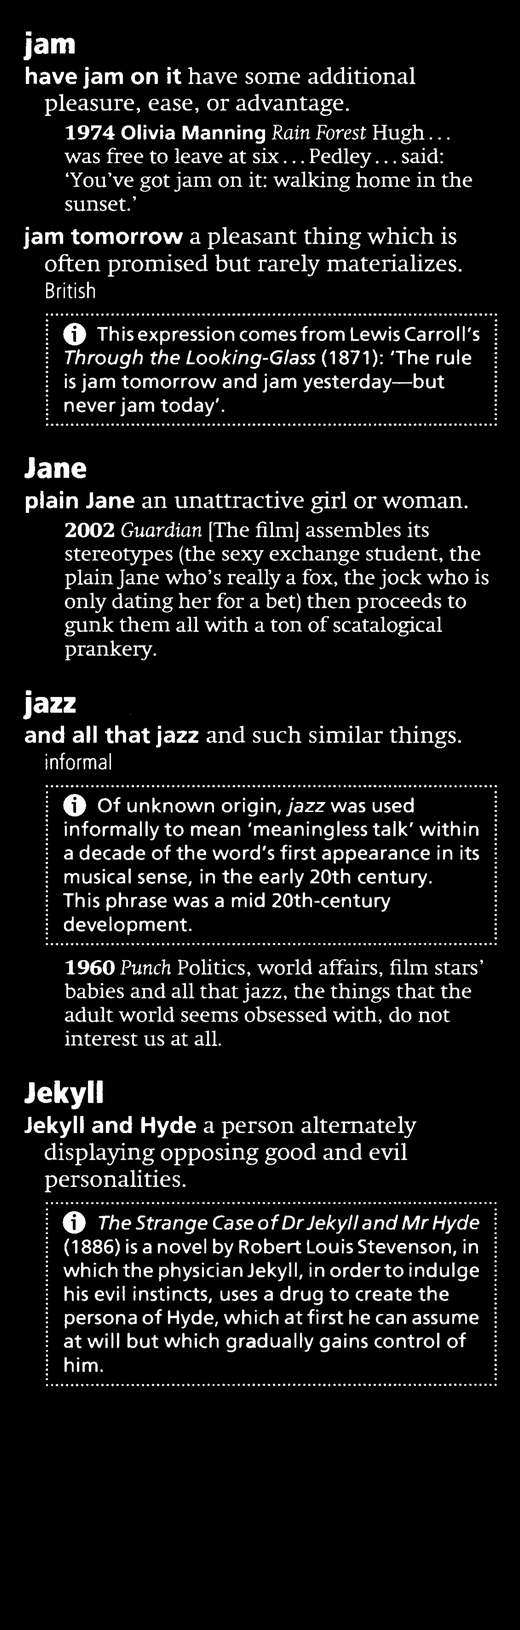 jam
have jam on it have some additional
pleasure, ease, or advantage.
1974 Olivia Manning Rain Forest Hugh...
was free to leave at six...Pedley...said:
‘You’ve got jam on it: walking home in the
sunset.’
jam tomorrow a pleasant thing which is
often promised but rarely materializes.
British
i This expression comes from Lewis Carroll’s
Through the Looking-Glass (1871): ‘The rule
is jam tomorrow and jam yesterday—but
never jam today’.
Jane
plain Jane an unattractive girl or woman.
2002 Guardian [The film] assembles its
stereotypes (the sexy exchange student, the
plain Jane who’s really a fox, the jock who is
only dating her for a bet) then proceeds to
gunk them all with a ton of scatalogical
prankery.
jazz
and all that jazz and such similar things.
informal
i Of unknown origin, jazz was used
informally to mean ‘meaningless talk’ within
a decade of the word’s first appearance in its
musical sense, in the early 20th century.
This phrase was a mid 20th-century
development.
1960 Punch Politics, world affairs, film stars’
babies and all that jazz, the things that the
adult world seems obsessed with, do not
interest us at all.
Jekyll
Jekyll and Hyde a person alternately
displaying opposing good and evil
personalities.
i The Strange Case of Dr Jekyll and Mr Hyde
(1886) is a novel by Robert Louis Stevenson, in
which the physician Jekyll, in order to indulge
his evil instincts, uses a drug to create the
persona of Hyde, which at first he can assume
at will but which gradually gains control of
him.